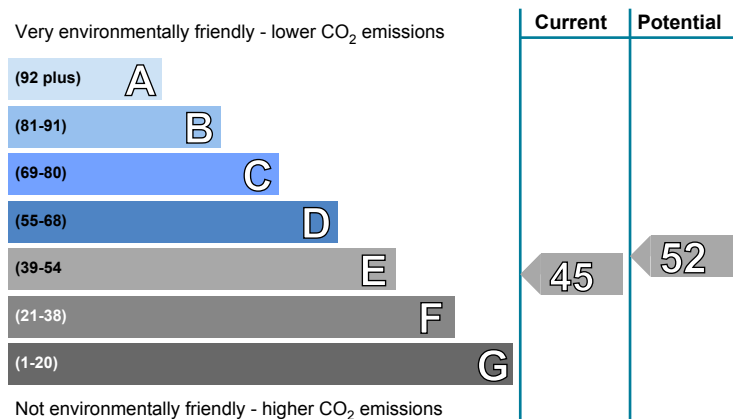 Current Potential
Very environmentally friendly - lower CO2 emissions
(92 plus) A
(81-91) B
(69-80) C
(55-68) D
(39-54 E 45 52
(21-38) F
(1-20) G
Not environmentally friendly - higher CO2 emissions